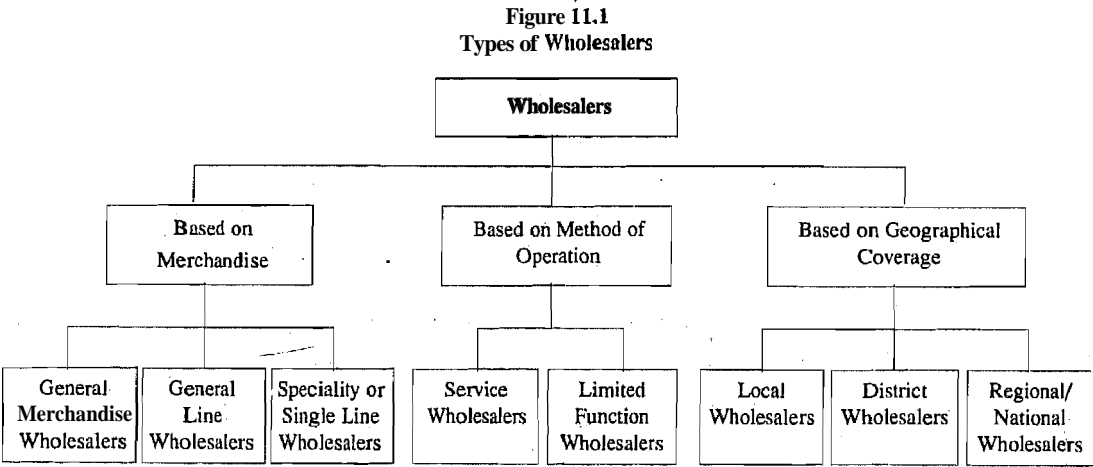 Figure 11.1
Types of Wholesalers
Wholesalers
Based on
Merchandise
Based on Method of
Operation
Based on Geographical
Coverage
General
Merchandise
Wholesalers
General
Line
Wholesalers
Speciality or
Single Line
Wholesalers
Service
Wholesalers
Limited
Function
Wholesalers
Local
Wholesalers
District
Wholesalers
Regional/
National
Wholesalers